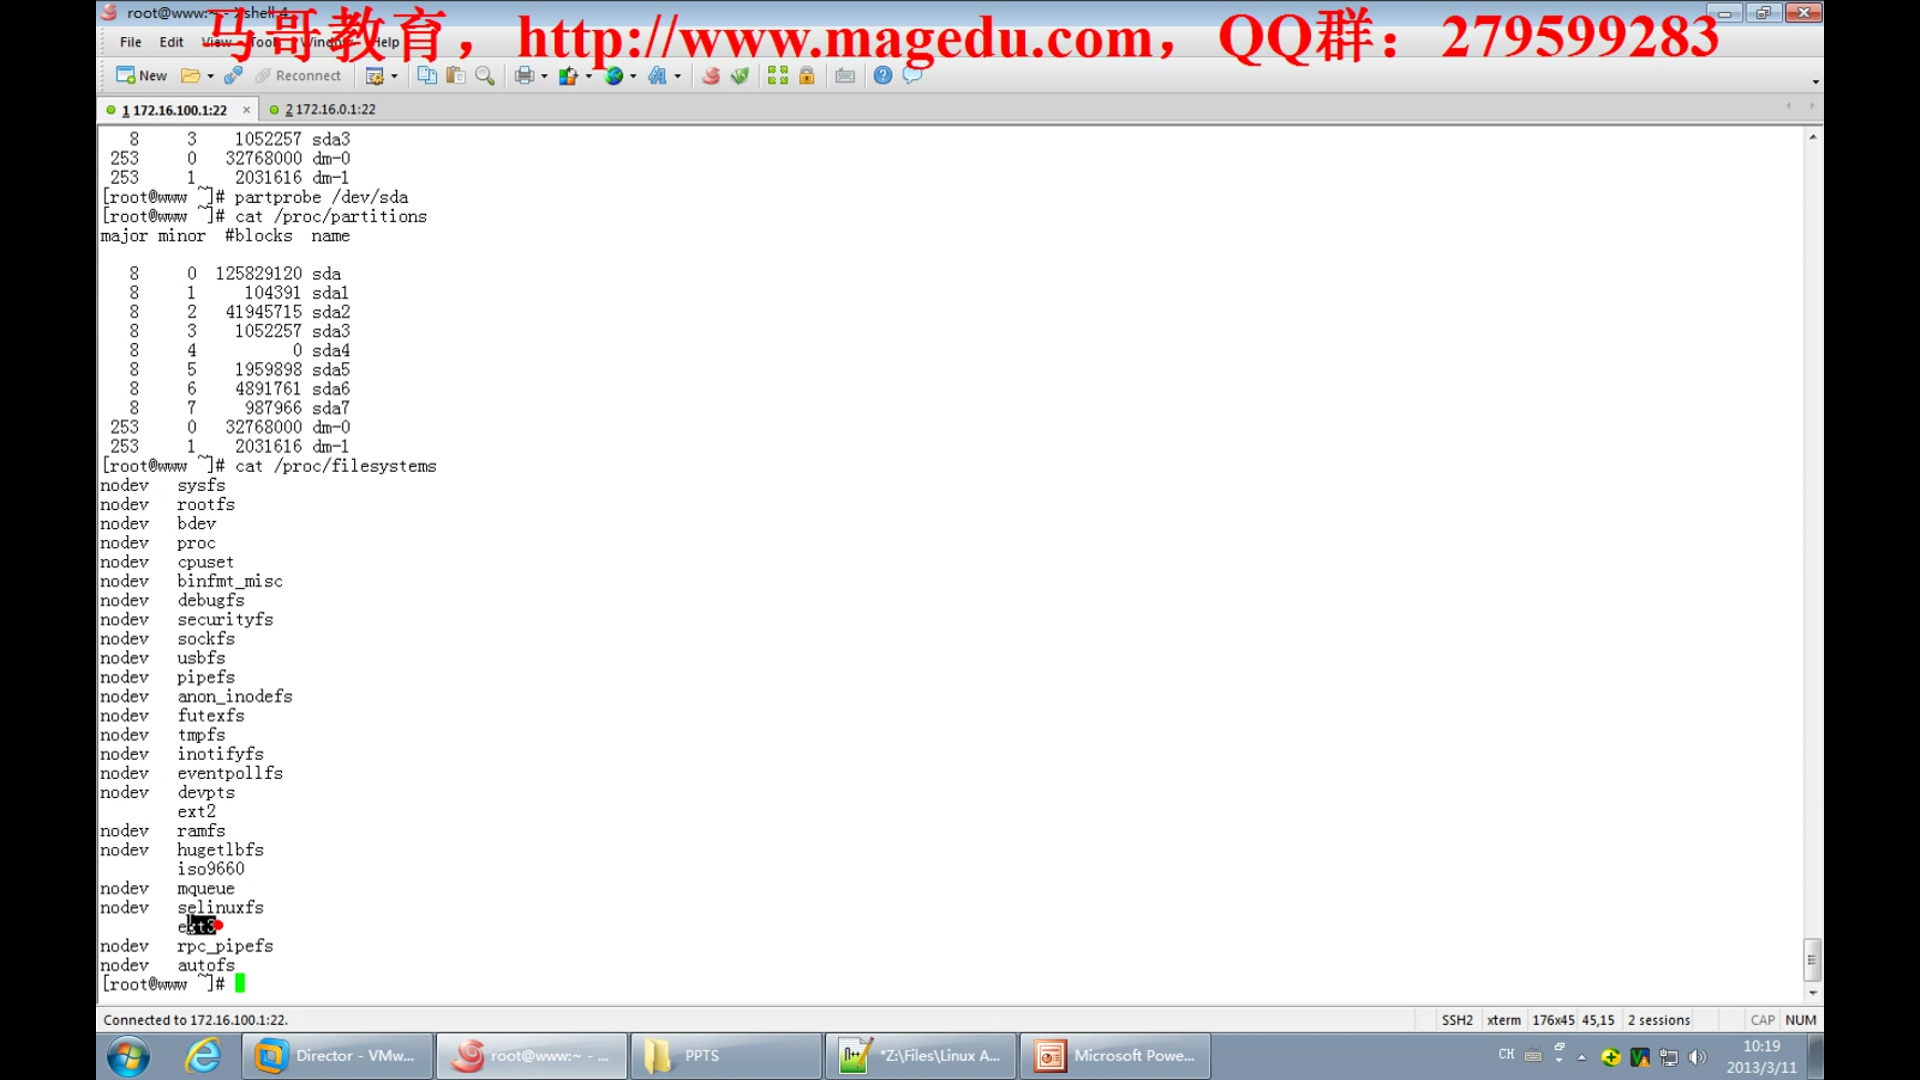 root@www:~ - Xshell 4
马哥教育，http://www.magedu.com，QQ群：279599283
File Edit View Tools Window Help
New Reconnect
1 172.16.100.1:22 × 2 172.16.0.1:22
8 3 1052257 sda3
253 0 32768000 dm-0
253 1 2031616 dm-1
[root@www ~]# partprobe /dev/sda
[root@www ~]# cat /proc/partitions
major minor #blocks name
8 0 125829120 sda
8 1 104391 sda1
8 2 41945715 sda2
8 3 1052257 sda3
8 4 0 sda4
8 5 1959898 sda5
8 6 4891761 sda6
8 7 987966 sda7
253 0 32768000 dm-0
253 1 2031616 dm-1
[root@www ~]# cat /proc/filesystems
nodev sysfs
nodev rootfs
nodev bdev
nodev proc
nodev cpuset
nodev binfmt_misc
nodev debugfs
nodev securityfs
nodev sockfs
nodev usbfs
nodev pipefs
nodev anon_inodefs
nodev futexfs
nodev tmpfs
nodev inotifyfs
nodev eventpollfs
nodev devpts
ext2
nodev ramfs
nodev hugetlbfs
iso9660
nodev mqueue
nodev selinuxfs
ext3
nodev rpc_pipefs
nodev autofs
[root@www ~]#
Connected to 172.16.100.1:22. SSH2 xterm 176x45 45,15 2 sessions CAP NUM
Director - VMw... root@www:~ - ... PPTS *Z:\Files\Linux A... Microsoft Powe... CH 10:19
2013/3/11